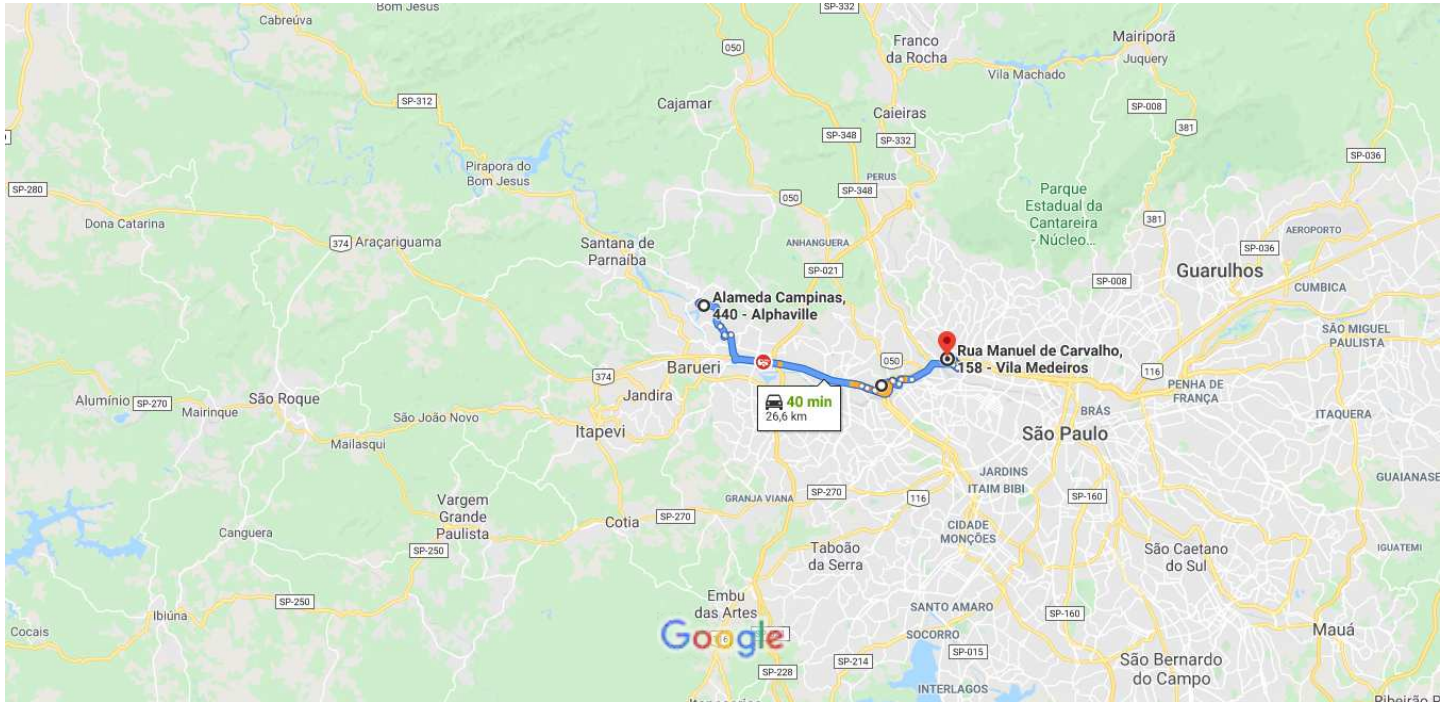 Bom Jesus
SP-332
Cabreúva
Mairiporã
Franco
da Rocha
050
Juquery
Vila Machado
SP-312
Cajamar
SP-008
Caieiras
381
SP-348
SP-332
SP-036
Pirapora do
Bom Jesus
PERUS
SP-280
SP-348
050
Parque
Estadual da
Cantareira
- Núcleo...
Dona Catarina
381
AEROPORTO
374
Araçariguama
Santana de
Parnaíba
ANHANGUERA
SP-036
SP-021
Guarulhos
SP-008
CUMBICA
Alameda Campinas,
440 - Alphaville
SÃO MIGUEL
PAULISTA
050
Rua Manuel de Carvalho,
158 - Vila Medeiros
Barueri
116
374
PENHA DE
FRANÇA
Alumínio
SP-270
Mairinque
São Roque
Jandira
40 min
26,6 km
BRÁS
ITAQUERA
São João Novo
Itapevi
São Paulo
Mailasqui
JARDINS
GUAIANASE
Vargem
Grande
Paulista
GRANJA VIANA
SP-270
116
ITAIM BIBI
SP-160
Cotia
SP-270
CIDADE
MONÇÕES
Canguera
SP-250
Taboão
da Serra
São Caetano
do Sul
IGUATEMI
SP-250
Embu
das Artes
SANTO AMARO
SP-160
Ibiúna
Cocais
Google
6
SOCORRO
Mauá
SP-015
SP-214
São Bernardo
do Campo
SP-228
INTERLAGOS